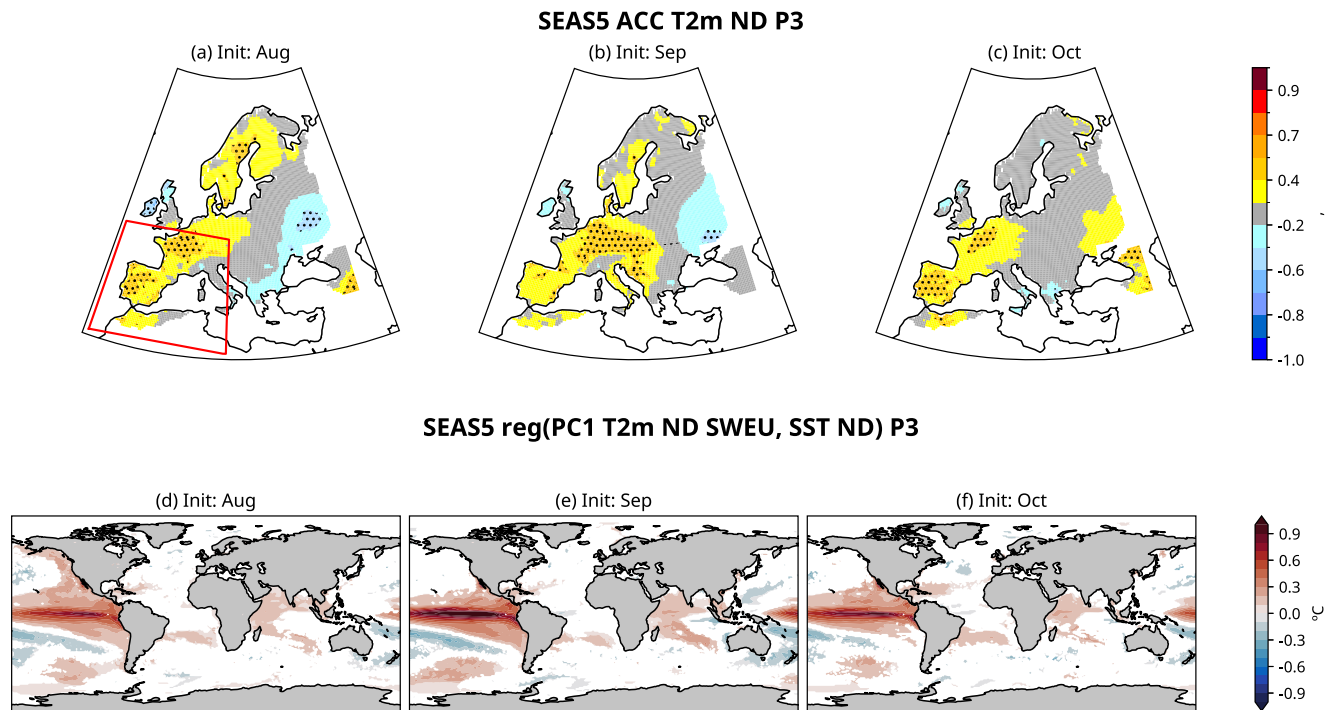 SEAS5 ACC T2m ND P3
(a) Init: Aug
(b) Init: Sep
(c) Init: Oct
0.9
0.7
0.4
-0.2
-0.6
-0.8
-1.0
,
SEAS5 reg(PC1 T2m ND SWEU, SST ND) P3
(d) Init: Aug
(e) Init: Sep
(f) Init: Oct
0.9
0.6
0.3
0.0
-0.3
-0.6
-0.9
°C